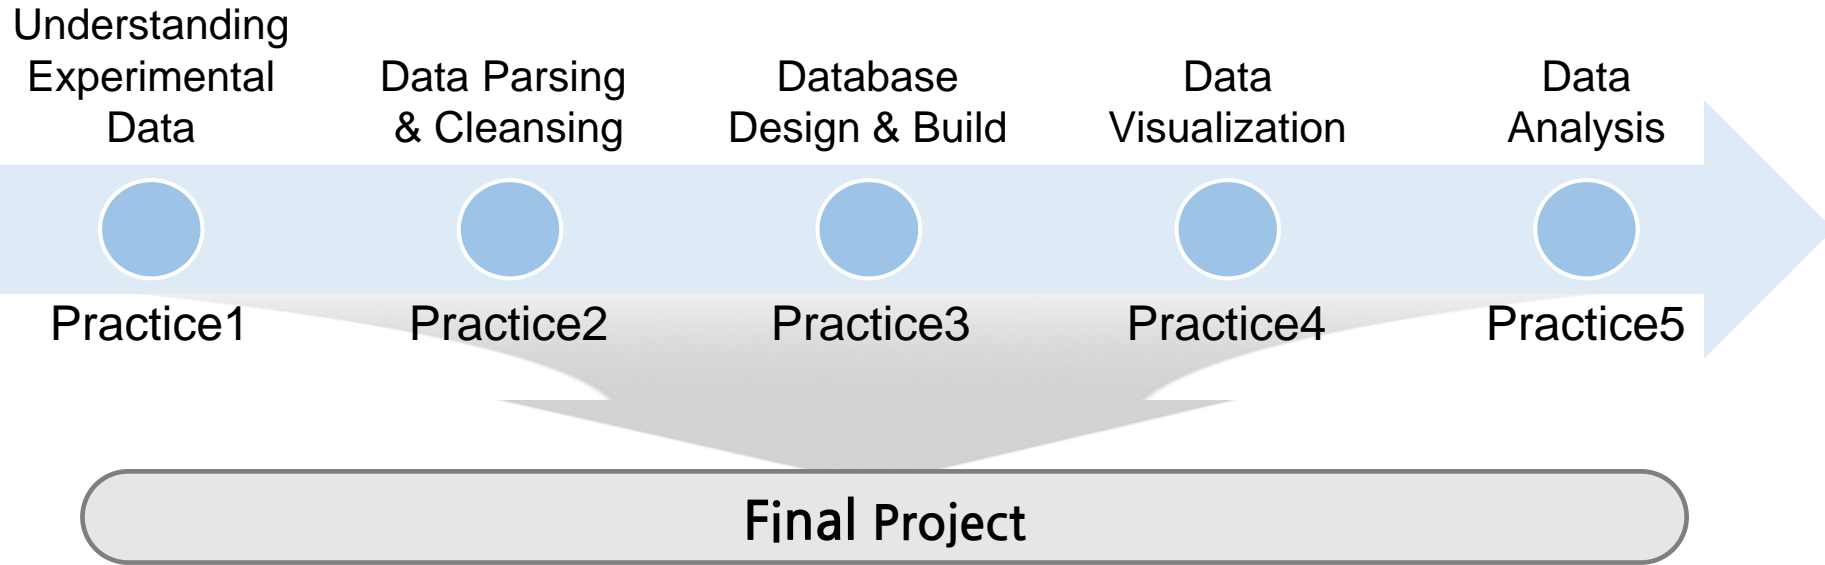 Understanding
Experimental
Data
Data Parsing
& Cleansing
Database
Design & Build
Data
Visualization
Data
Analysis
Practice1
Practice2
Practice3
Practice4
Practice5
Final Project